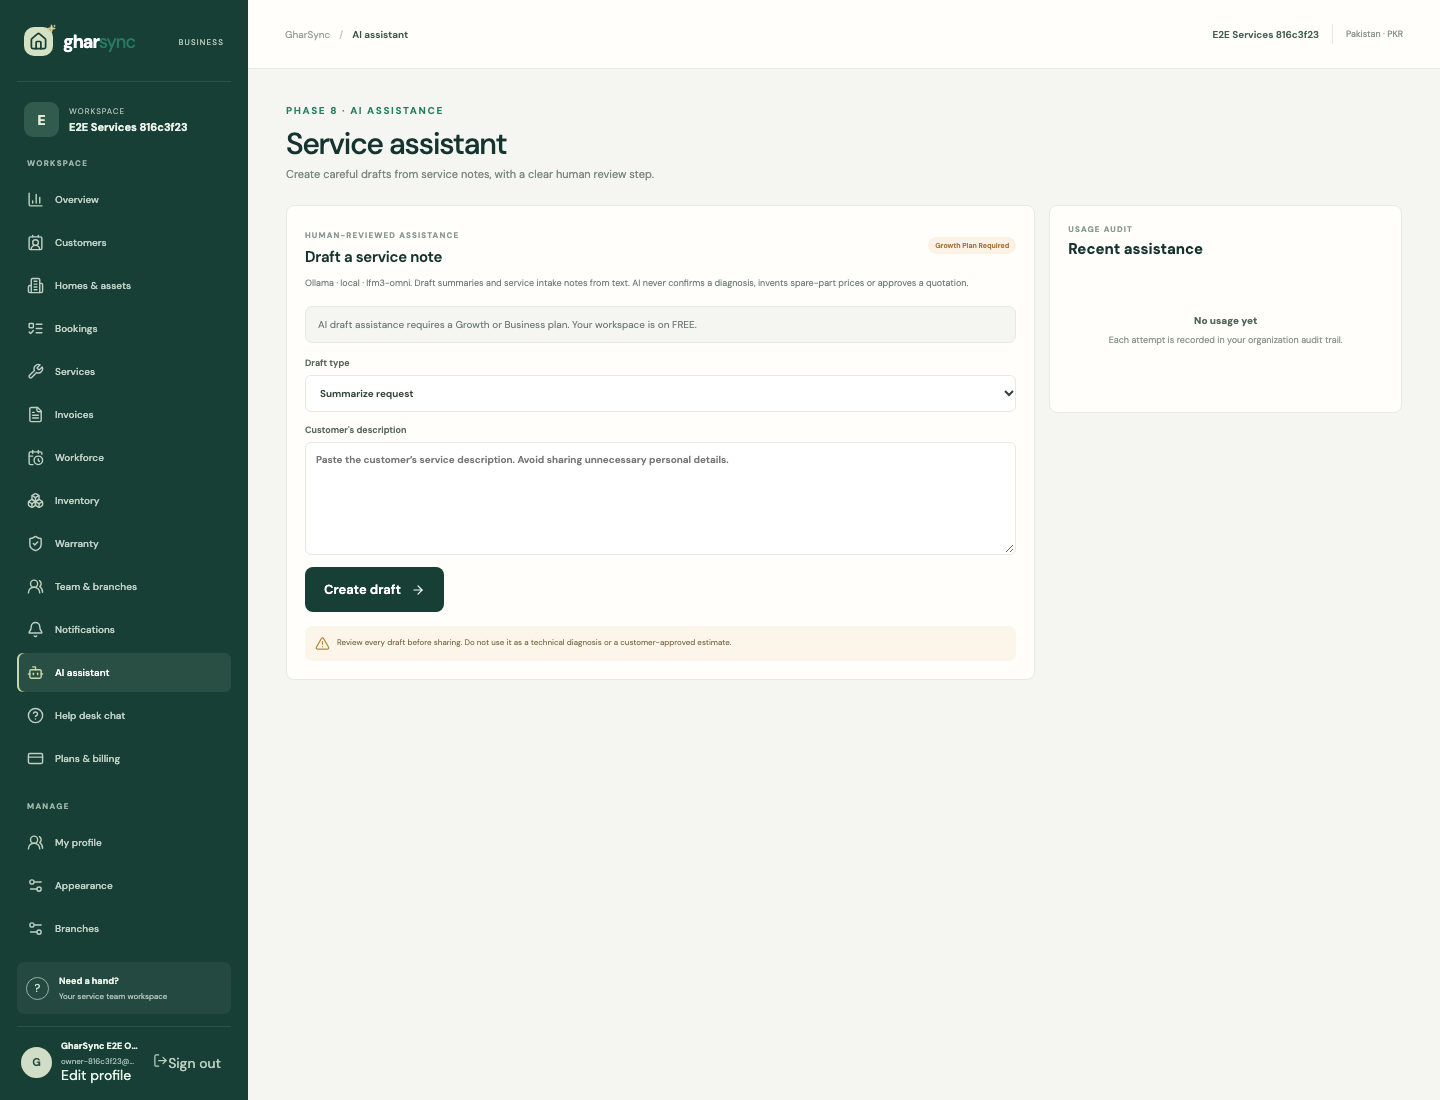 gharsync
BUSINESS
E
WORKSPACE
E2E Services 816c3f23
WORKSPACE
Overview
Customers
Homes & assets
Bookings
Services
Invoices
Workforce
Inventory
Warranty
Team & branches
Notifications
AI assistant
Help desk chat
Plans & billing
MANAGE
My profile
Appearance
Branches
?
Need a hand?
Your service team workspace
G
GharSync E2E O...
owner-816c3f23@...
Edit profile
Sign out
GharSync / AI assistant
E2E Services 816c3f23
Pakistan · PKR
PHASE 8 · AI ASSISTANCE
Service assistant
Create careful drafts from service notes, with a clear human review step.
HUMAN-REVIEWED ASSISTANCE
Draft a service note
Growth Plan Required
Ollama · local · lfm3-omni. Draft summaries and service intake notes from text. AI never confirms a diagnosis, invents spare-part prices or approves a quotation.
AI draft assistance requires a Growth or Business plan. Your workspace is on FREE.
Draft type
Summarize request
Customer's description
Paste the customer's service description. Avoid sharing unnecessary personal details.
Create draft
Review every draft before sharing. Do not use it as a technical diagnosis or a customer-approved estimate.
USAGE AUDIT
Recent assistance
No usage yet
Each attempt is recorded in your organization audit trail.